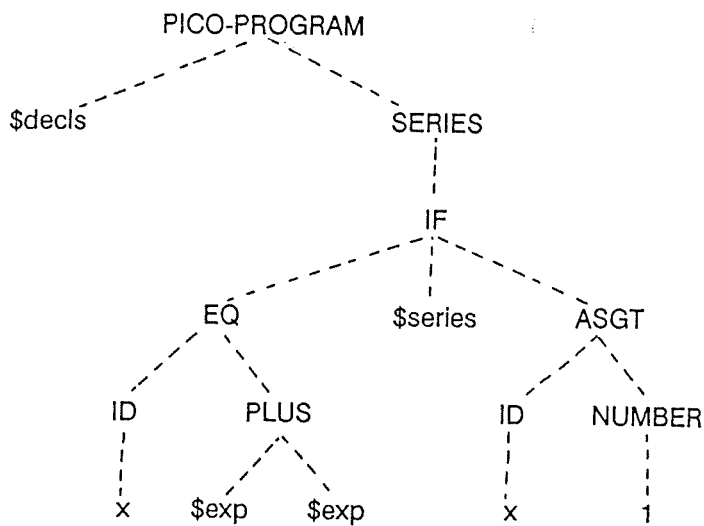 PICO-PROGRAM
$decls SERIES
IF
EQ $series ASGT
ID PLUS ID NUMBER
x $exp $exp x 1